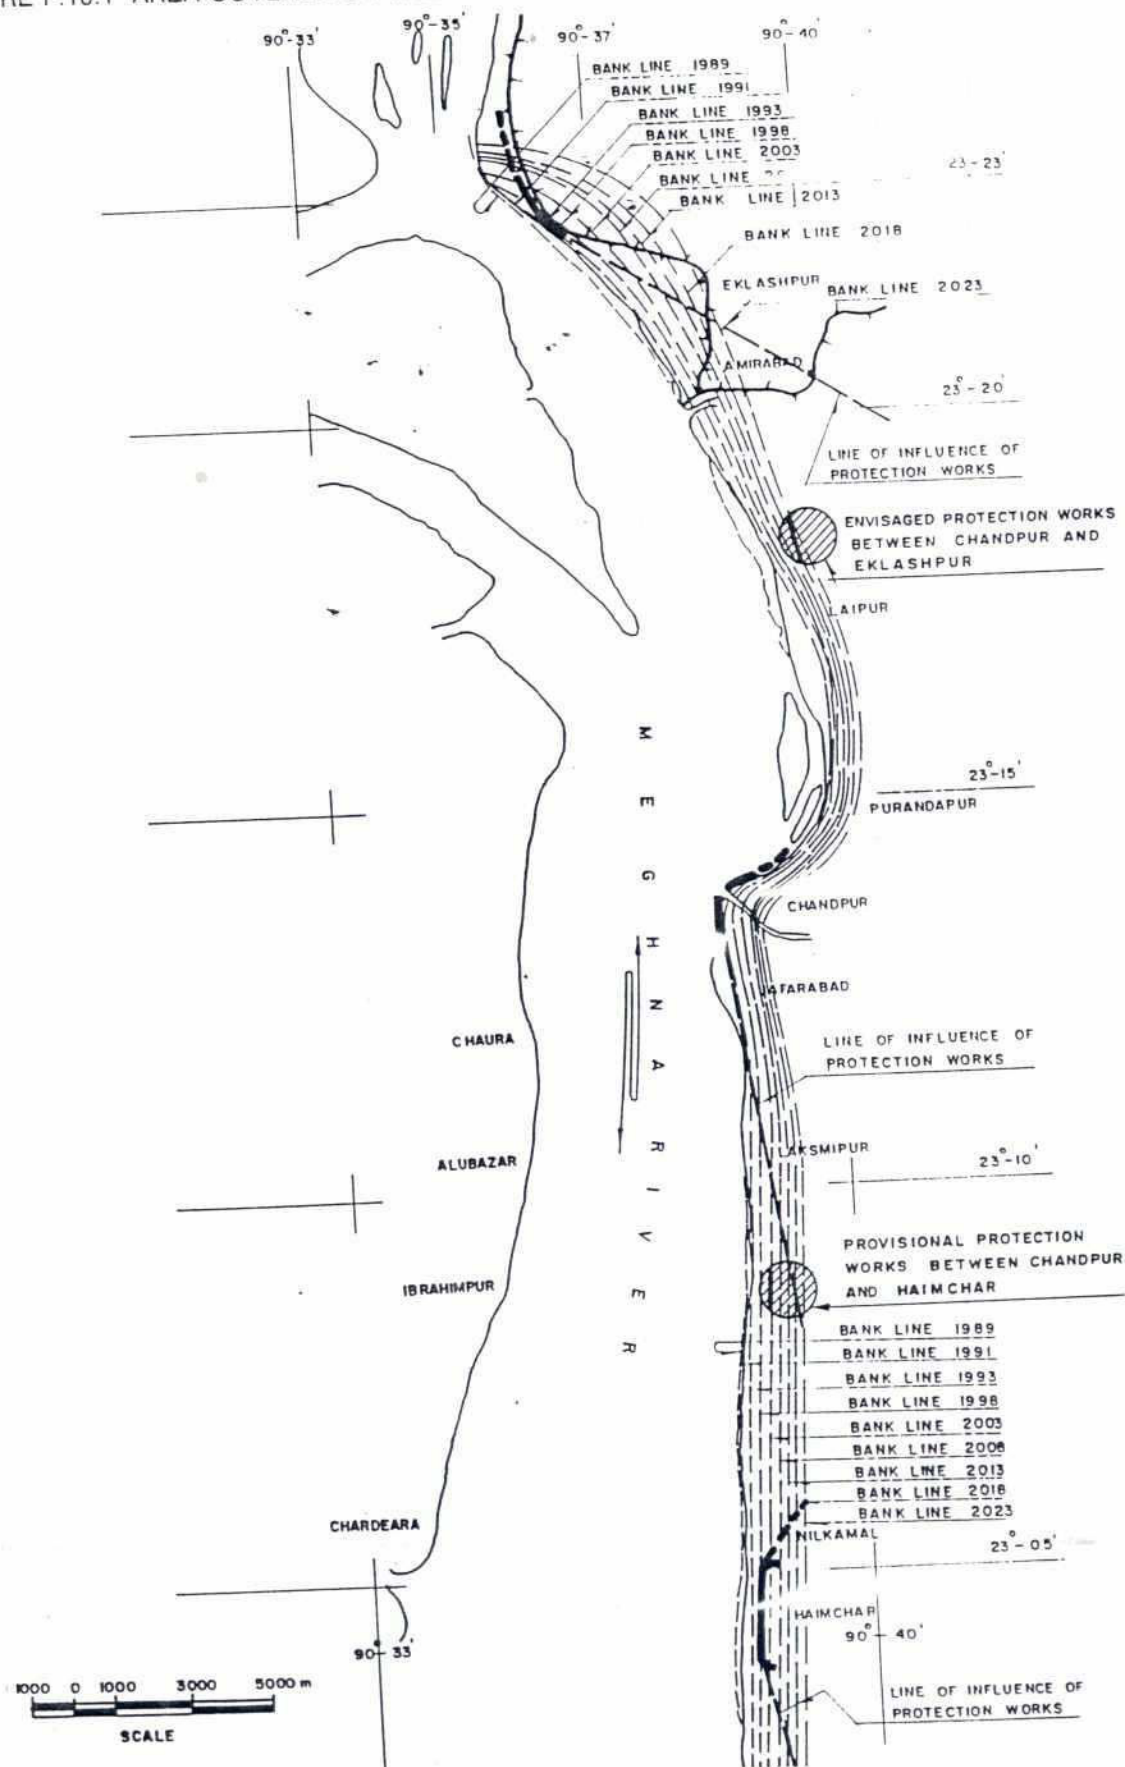 90°-33'
90°-35'
90°-37'
90°-40'
BANK LINE 1989
BANK LINE 1991
BANK LINE 1993
BANK LINE 1998
BANK LINE 2003
BANK LINE
BANK LINE 2013
BANK LINE 2018
23-23'
EKLASHPUR
BANK LINE 2023
AMIRABAD
23°-20'
LINE OF INFLUENCE OF
PROTECTION WORKS
ENVISAGED PROTECTION WORKS
BETWEEN CHANDPUR AND
EKLASHPUR
LAIPUR
MEGHNA RIVER
23°-15'
PURANDAPUR
CHANDPUR
JAFARABAD
CHAURA
LINE OF INFLUENCE OF
PROTECTION WORKS
ALUBAZAR
LAKSMIPUR
23°-10'
PROVISIONAL PROTECTION
WORKS BETWEEN CHANDPUR
AND HAIMCHAR
IBRAHIMPUR
BANK LINE 1989
BANK LINE 1991
BANK LINE 1993
BANK LINE 1998
BANK LINE 2003
BANK LINE 2008
BANK LINE 2013
BANK LINE 2018
BANK LINE 2023
CHARDEARA
NILKAMAL
23°-05'
HAIMCHAR
90°-40'
90°-33'
1000 0 1000 3000 5000 m
SCALE
LINE OF INFLUENCE OF
PROTECTION WORKS